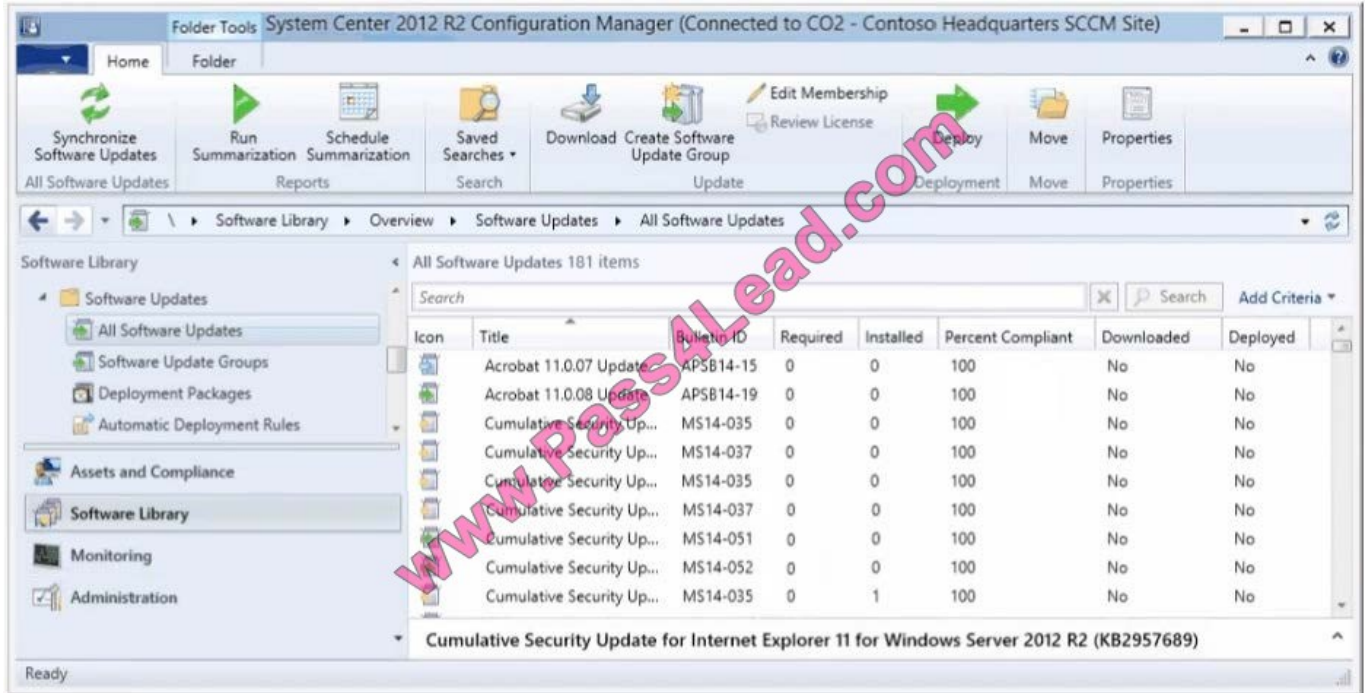 Folder Tools System Center 2012 R2 Configuration Manager (Connected to CO2 - Contoso Headquarters SCCM Site)
Home Folder
Synchronize Software Updates
Run Summarization
Schedule Summarization
Saved Searches
Download
Create Software Update Group
Edit Membership
Review License
Deploy
Move
Properties
All Software Updates Reports Search Update Deployment Move Properties
\ Software Library Overview Software Updates All Software Updates
Software Library
Software Updates
All Software Updates
Software Update Groups
Deployment Packages
Automatic Deployment Rules
Assets and Compliance
Software Library
Monitoring
Administration
All Software Updates 181 items
Search Search Add Criteria
Icon Title Bulletin ID Required Installed Percent Compliant Downloaded Deployed
Acrobat 11.0.07 Update APSB14-15 0 0 100 No No
Acrobat 11.0.08 Update APSB14-19 0 0 100 No No
Cumulative Security Up... MS14-035 0 0 100 No No
Cumulative Security Up... MS14-037 0 0 100 No No
Cumulative Security Up... MS14-035 0 0 100 No No
Cumulative Security Up... MS14-037 0 0 100 No No
Cumulative Security Up... MS14-051 0 0 100 No No
Cumulative Security Up... MS14-052 0 0 100 No No
Cumulative Security Up... MS14-035 0 1 100 No No
Cumulative Security Update for Internet Explorer 11 for Windows Server 2012 R2 (KB2957689)
Ready
www.Pass4Lead.com